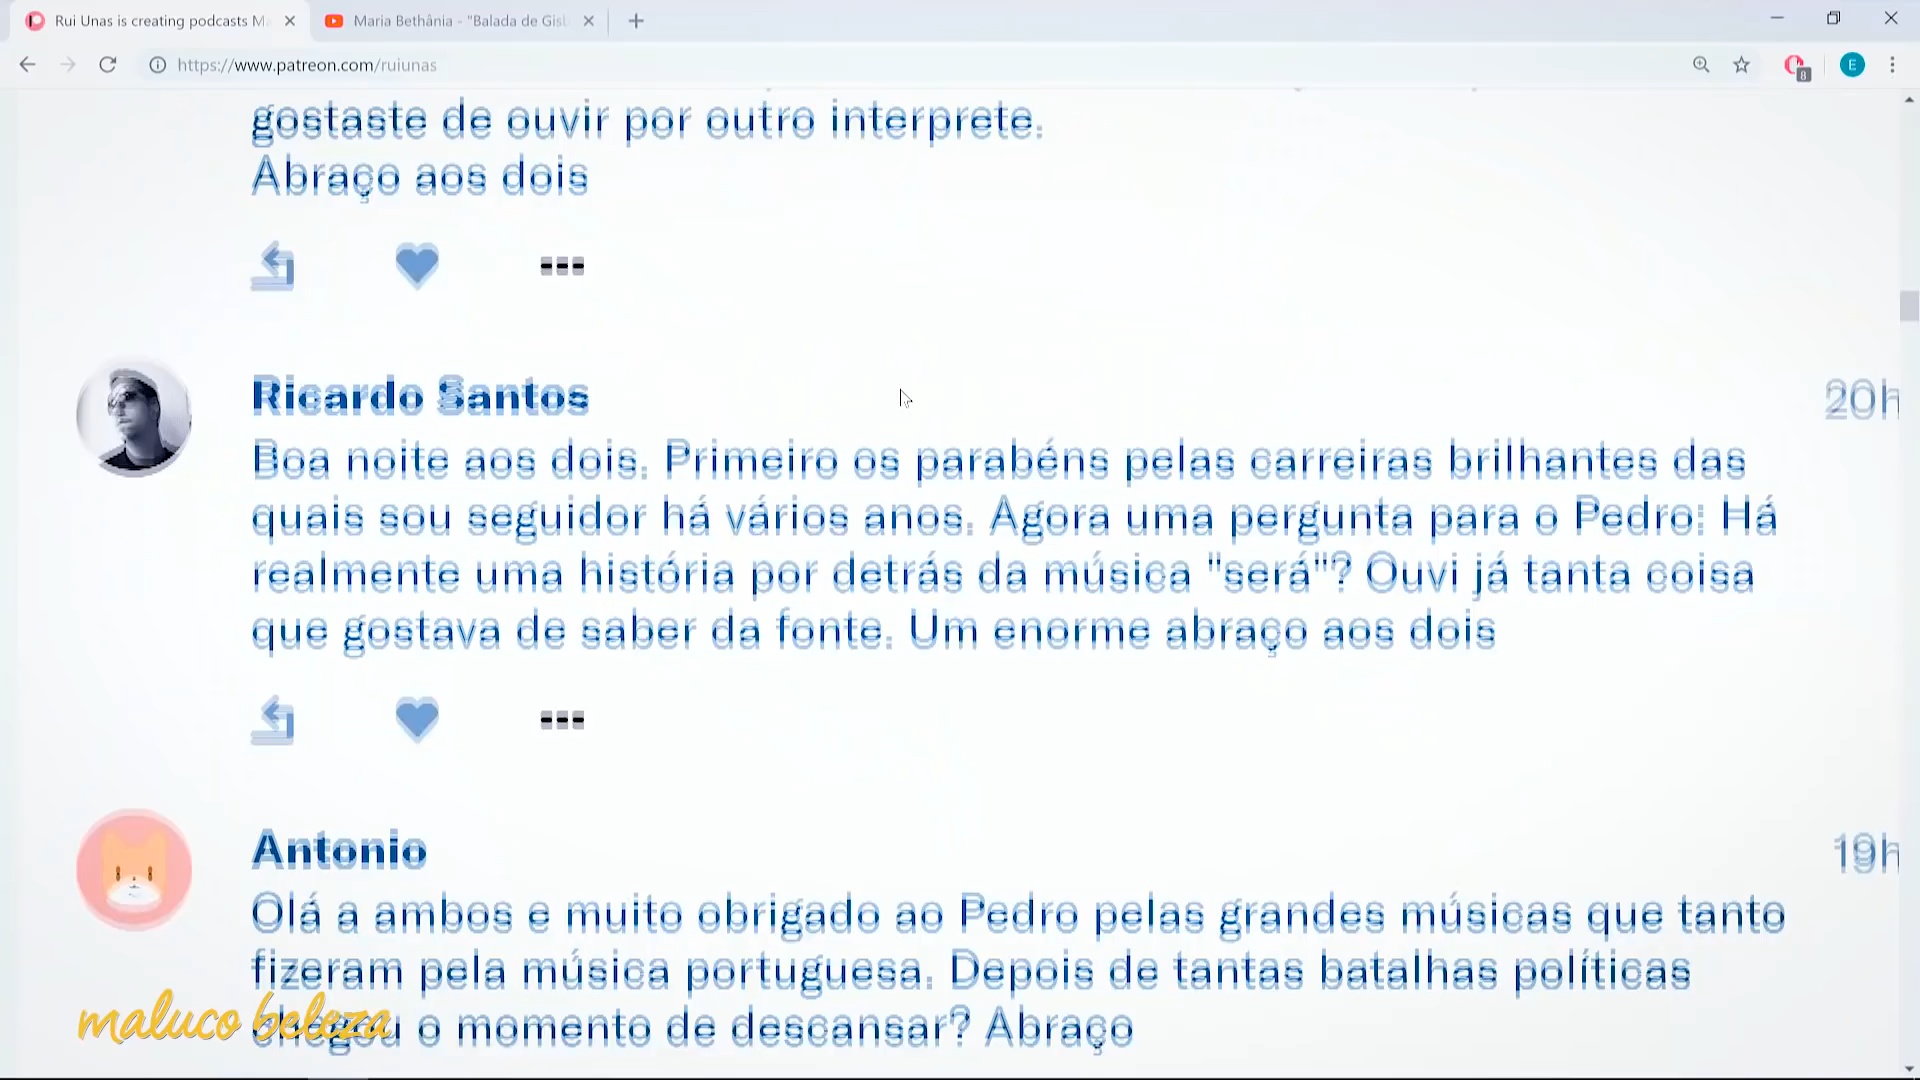 Rui Unas is creating podcasts Ma
Maria Bethânia - "Balada de Gisb
https://www.patreon.com/ruiunas
8
E
gostaste de ouvir por outro interprete.
Abraço aos dois
Ricardo Santos
20h
Boa noite aos dois. Primeiro os parabéns pelas carreiras brilhantes das
quais sou seguidor há vários anos. Agora uma pergunta para o Pedro: Há
realmente uma história por detrás da música "será"? Ouvi já tanta coisa
que gostava de saber da fonte. Um enorme abraço aos dois
Antonio
19h
Olá a ambos e muito obrigado ao Pedro pelas grandes músicas que tanto
fizeram pela música portuguesa. Depois de tantas batalhas políticas
chegou o momento de descansar? Abraço
maluco beleza